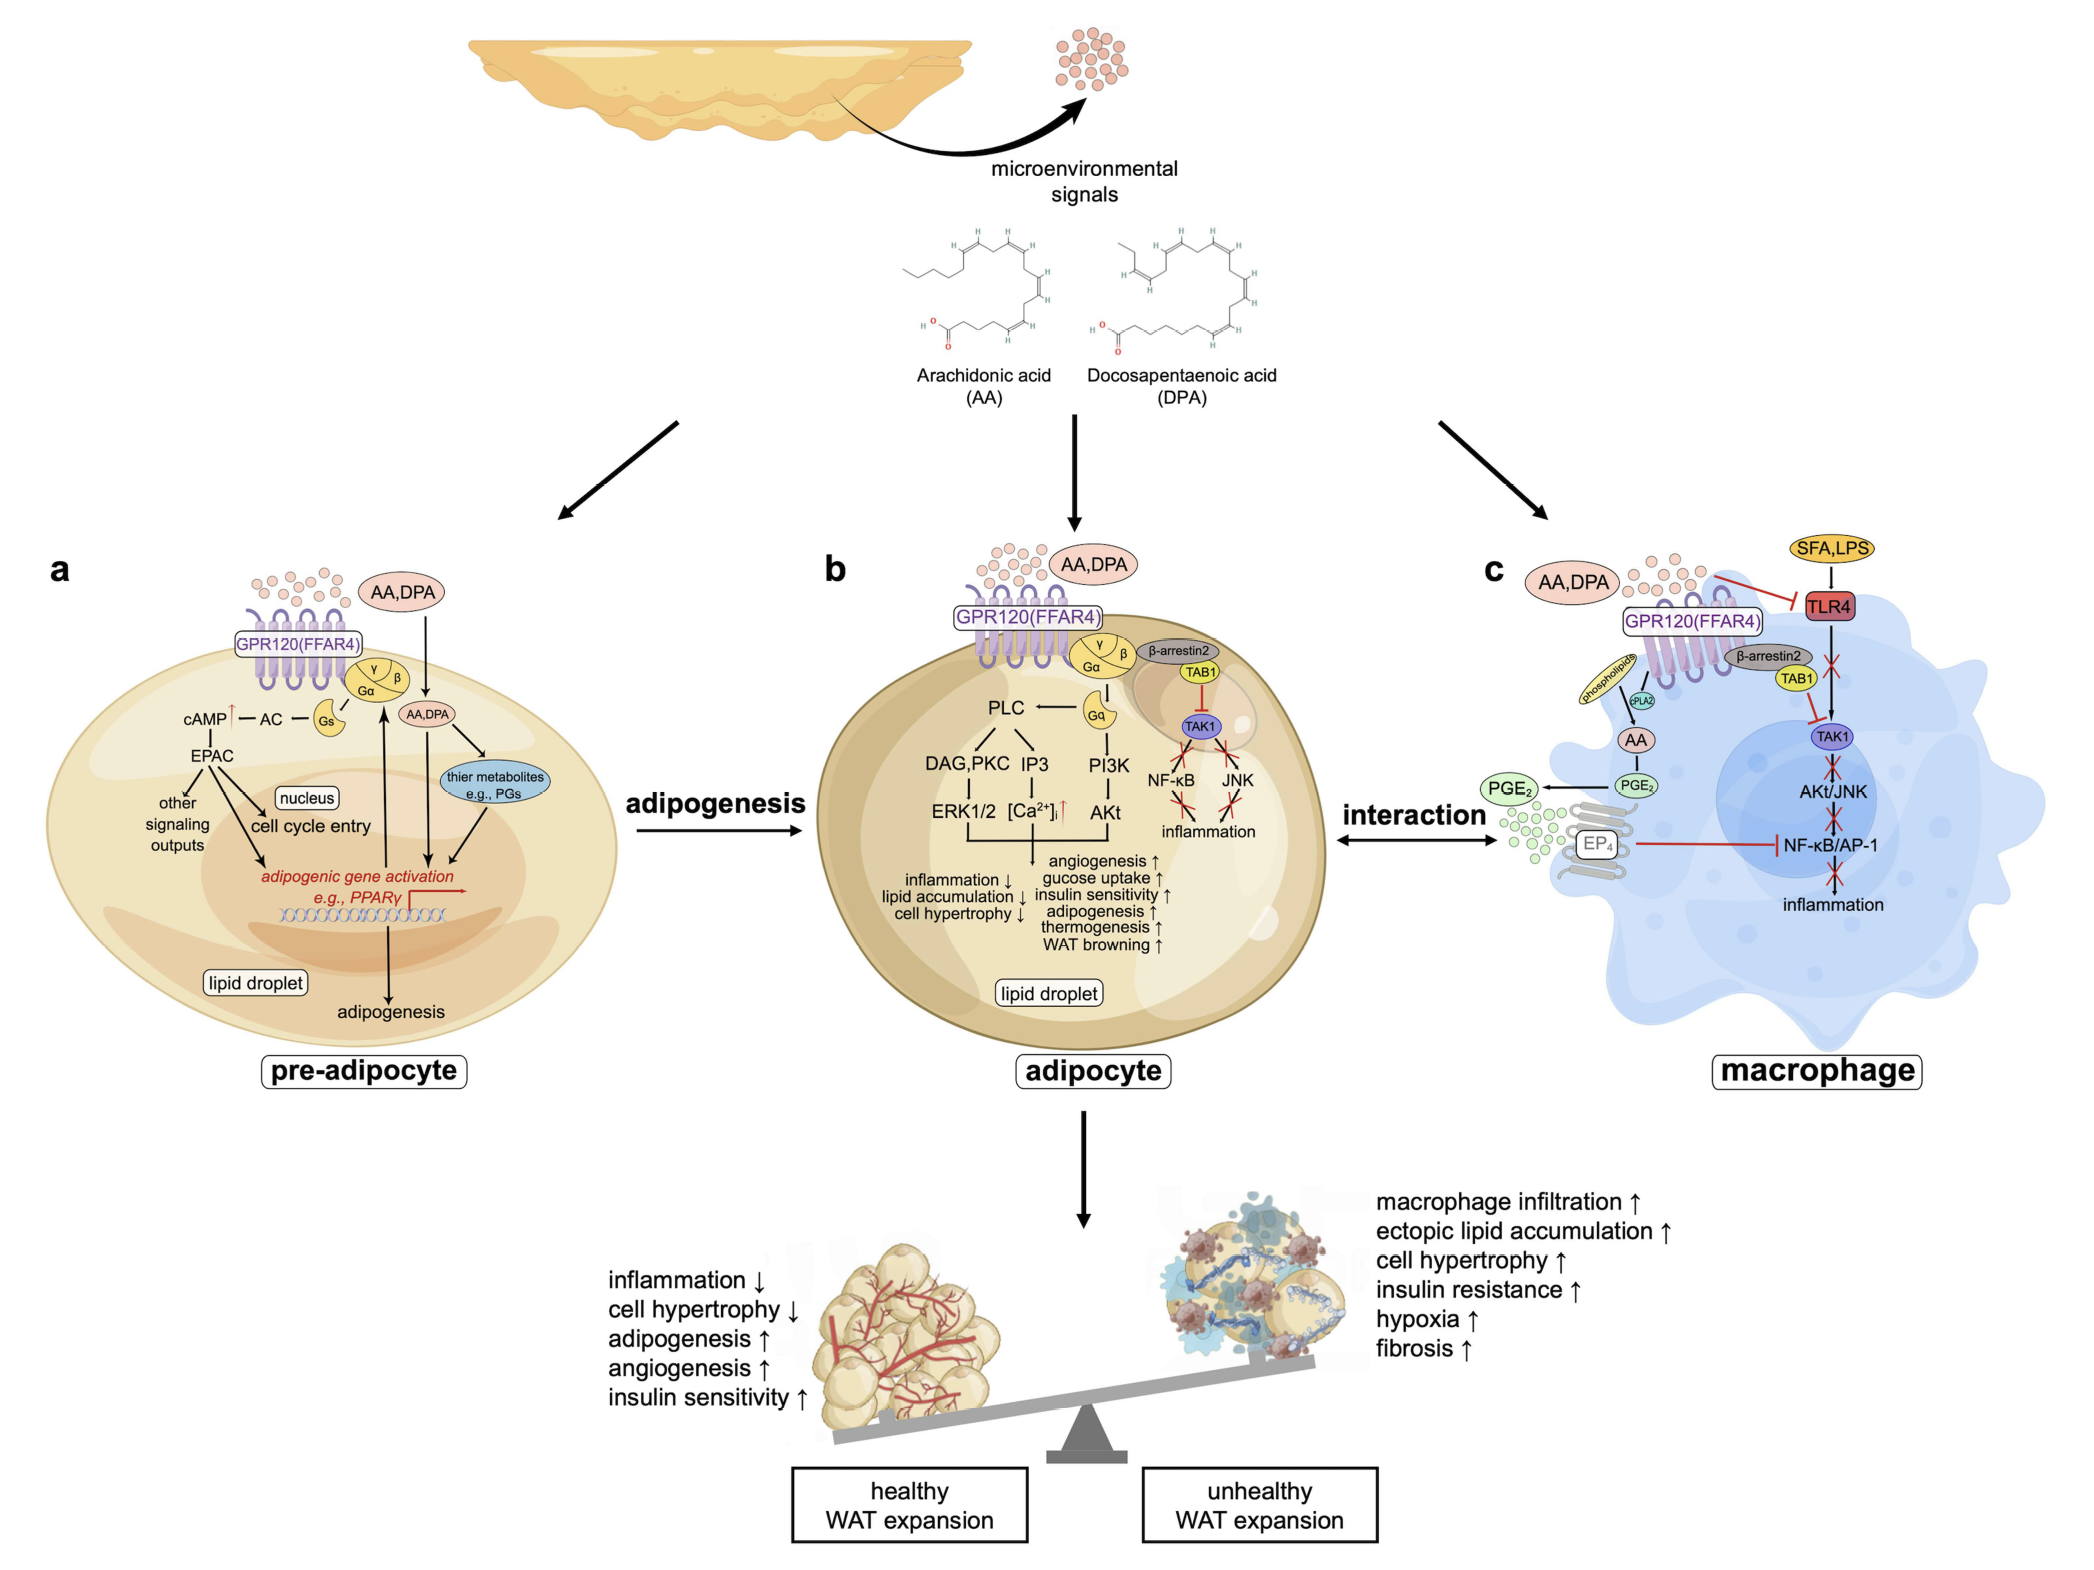 microenvironmental
signals
H
H
H
H
H
H
H
H
H O
O
Arachidonic acid
(AA)
H
H
H
H
H
H
H
H
H
H
H O
O
Docosapentaenoic acid
(DPA)
a
AA,DPA
GPR120(FFAR4)
γ
β
Gα
cAMP↑
AC
Gs
AA,DPA
EPAC
thier metabolites
e.g., PGs
nucleus
other
signaling
outputs
cell cycle entry
adipogenic gene activation
e.g., PPARγ
lipid droplet
adipogenesis
pre-adipocyte
adipogenesis
b
AA,DPA
GPR120(FFAR4)
γ
β
Gα
β-arrestin2
TAB1
PLC
Gq
TAK1
DAG,PKC
IP3
PI3K
NF-κB
JNK
ERK1/2
[Ca²⁺]ᵢ↑
AKt
inflammation
inflammation ↓
lipid accumulation ↓
cell hypertrophy ↓
angiogenesis ↑
glucose uptake ↑
insulin sensitivity ↑
adipogenesis ↑
thermogenesis ↑
WAT browning ↑
lipid droplet
adipocyte
interaction
c
SFA,LPS
AA,DPA
TLR4
GPR120(FFAR4)
β-arrestin2
phospholipids
TAB1
cPLA2
AA
TAK1
PGE₂
PGE₂
AKt/JNK
EP₄
NF-κB/AP-1
inflammation
macrophage
inflammation ↓
cell hypertrophy ↓
adipogenesis ↑
angiogenesis ↑
insulin sensitivity ↑
macrophage infiltration ↑
ectopic lipid accumulation ↑
cell hypertrophy ↑
insulin resistance ↑
hypoxia ↑
fibrosis ↑
healthy
WAT expansion
unhealthy
WAT expansion